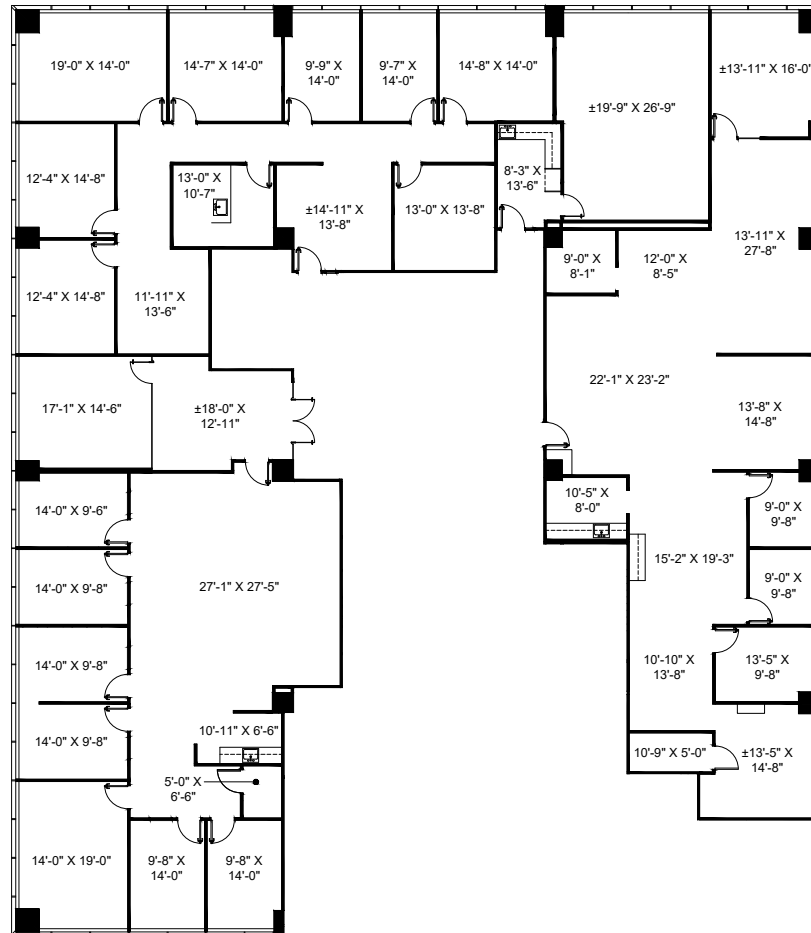 19'-0" X 14'-0"
14'-7" X 14'-0"
9'-9" X
14'-0"
9'-7" X
14'-0"
14'-8" X 14'-0"
±19'-9" X 26'-9"
±13'-11" X 16'-0"
12'-4" X 14'-8"
13'-0" X
10'-7"
±14'-11" X
13'-8"
13'-0" X 13'-8"
8'-3" X
13'-6"
13'-11" X
27'-8"
9'-0" X
8'-1"
12'-0" X
8'-5"
12'-4" X 14'-8"
11'-11" X
13'-6"
22'-1" X 23'-2"
17'-1" X 14'-6"
±18'-0" X
12'-11"
13'-8" X
14'-8"
14'-0" X 9'-6"
10'-5" X
8'-0"
9'-0" X
9'-8"
14'-0" X 9'-8"
27'-1" X 27'-5"
15'-2" X 19'-3"
9'-0" X
9'-8"
14'-0" X 9'-8"
10'-10" X
13'-8"
13'-5" X
9'-8"
14'-0" X 9'-8"
10'-11" X 6'-6"
10'-9" X 5'-0"
±13'-5" X
14'-8"
5'-0" X
6'-6"
14'-0" X 19'-0"
9'-8" X
14'-0"
9'-8" X
14'-0"